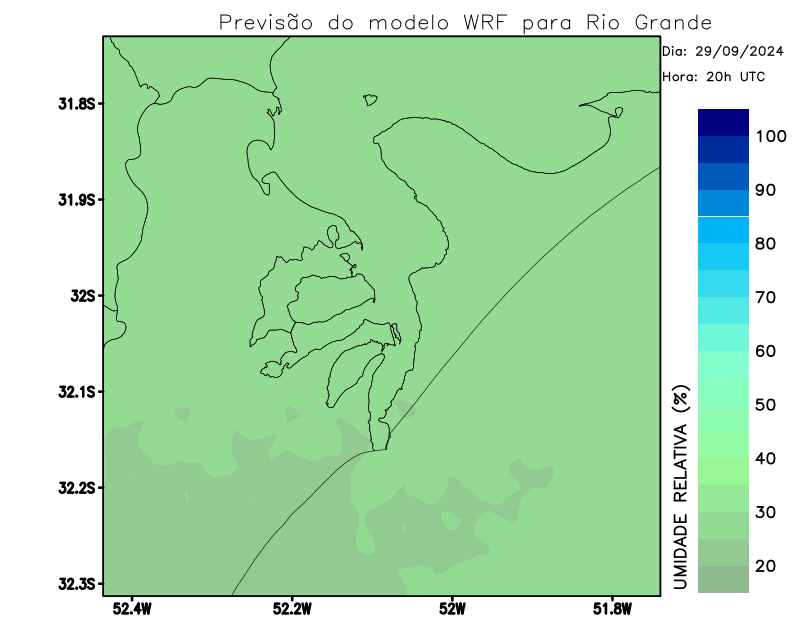 Previsão do modelo WRF para Rio Grande
Dia: 29/09/2024
Hora: 20h UTC
31.8S
31.9S
32S
32.1S
32.2S
32.3S
52.4W
52.2W
52W
51.8W
100
90
80
70
60
50
40
30
20
UMIDADE RELATIVA (%)